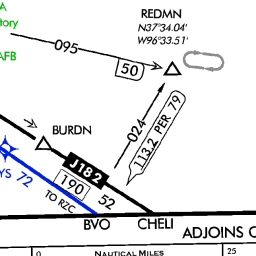 A
tory
AFB
REDMN
N37°34.04'
W96°33.51'
095
50
BURDN
024
113.2 PER 79
J182
190
TO RZC
52
YS 72
BVO
CHELI
ADJOINS C
0
NAUTICAL MILES
25